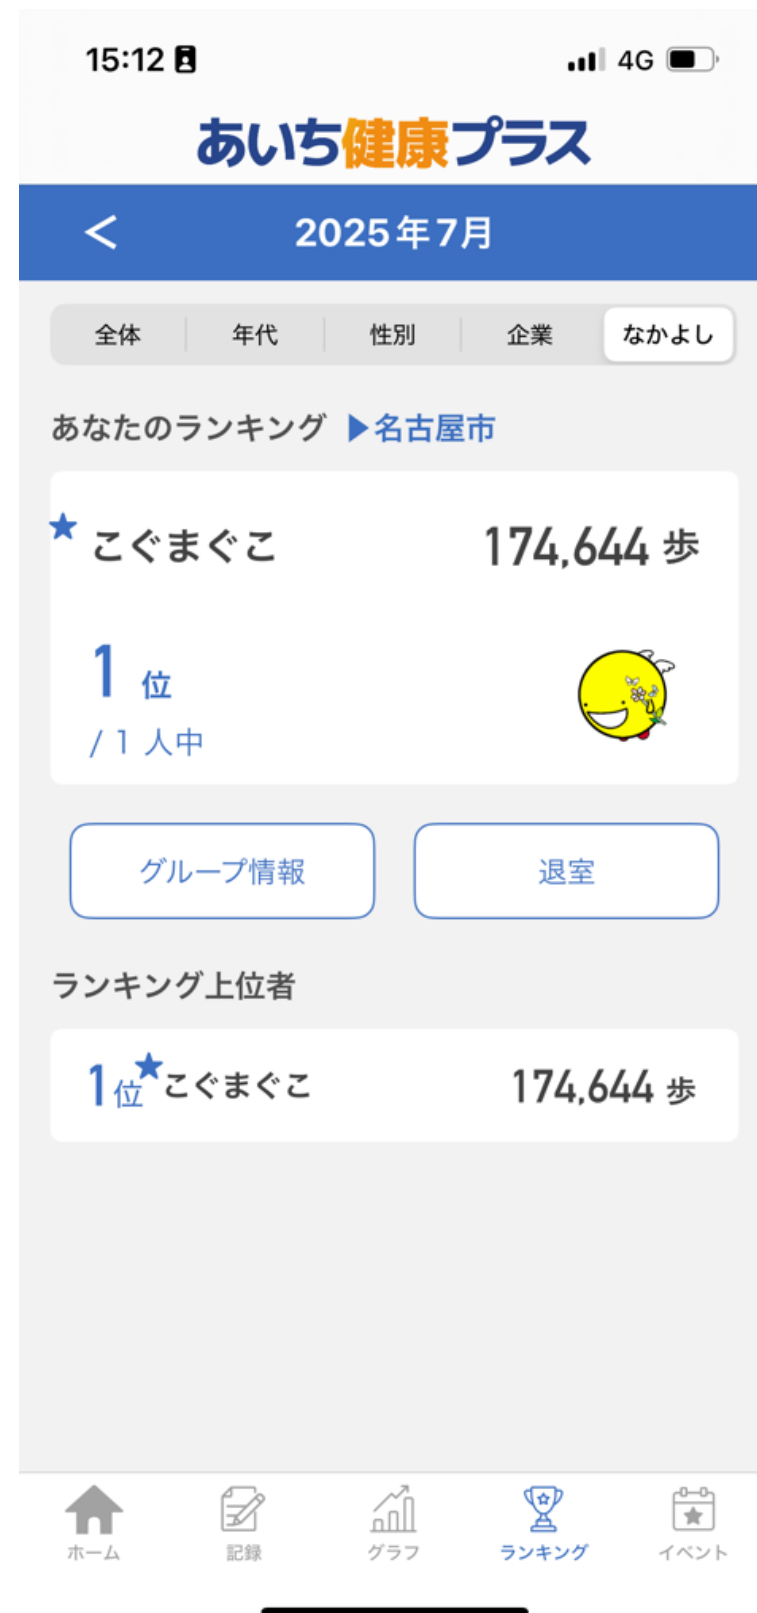 15:12
4G
あいち健康プラス
< 2025年7月
全体 年代 性別 企業 なかよし
あなたのランキング ▶名古屋市
★ こぐまぐこ 174,644 歩
1 位
/ 1 人中
グループ情報 退室
ランキング上位者
1位★こぐまぐこ 174,644 歩
ホーム 記録 グラフ ランキング イベント